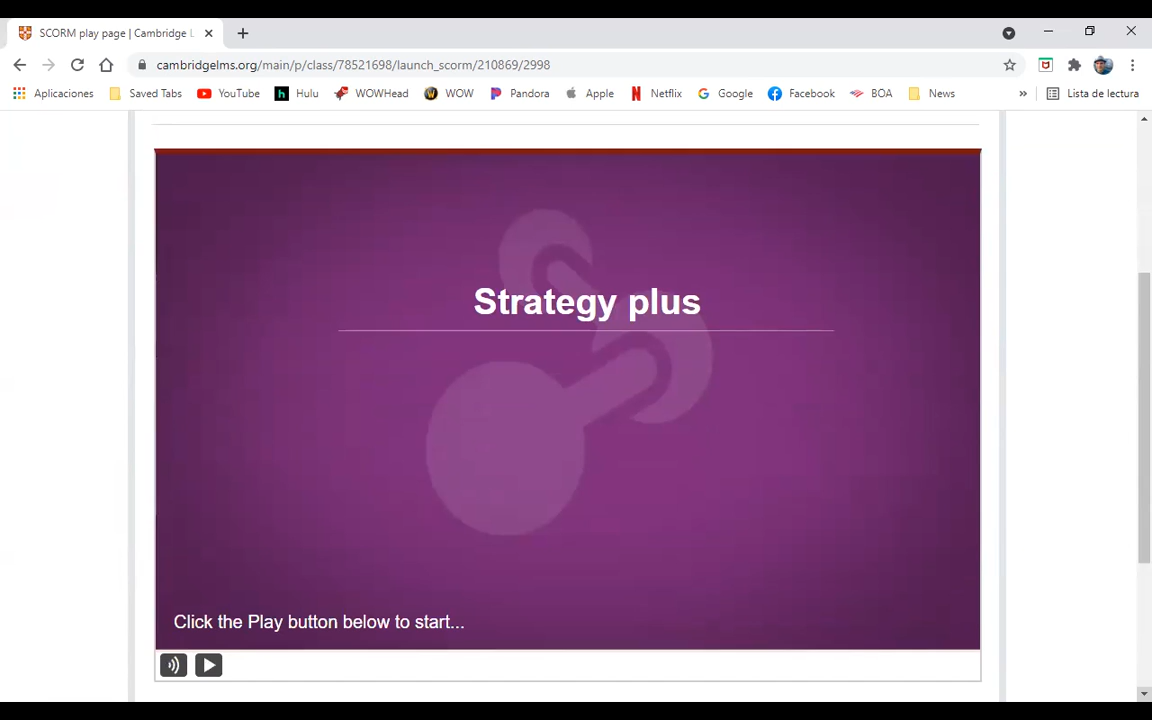 SCORM play page | Cambridge L
cambridgelms.org/main/p/class/78521698/launch_scorm/210869/2998
Aplicaciones Saved Tabs YouTube Hulu WOWHead WOW Pandora Apple Netflix Google Facebook BOA News » Lista de lectura
Strategy plus
Click the Play button below to start...